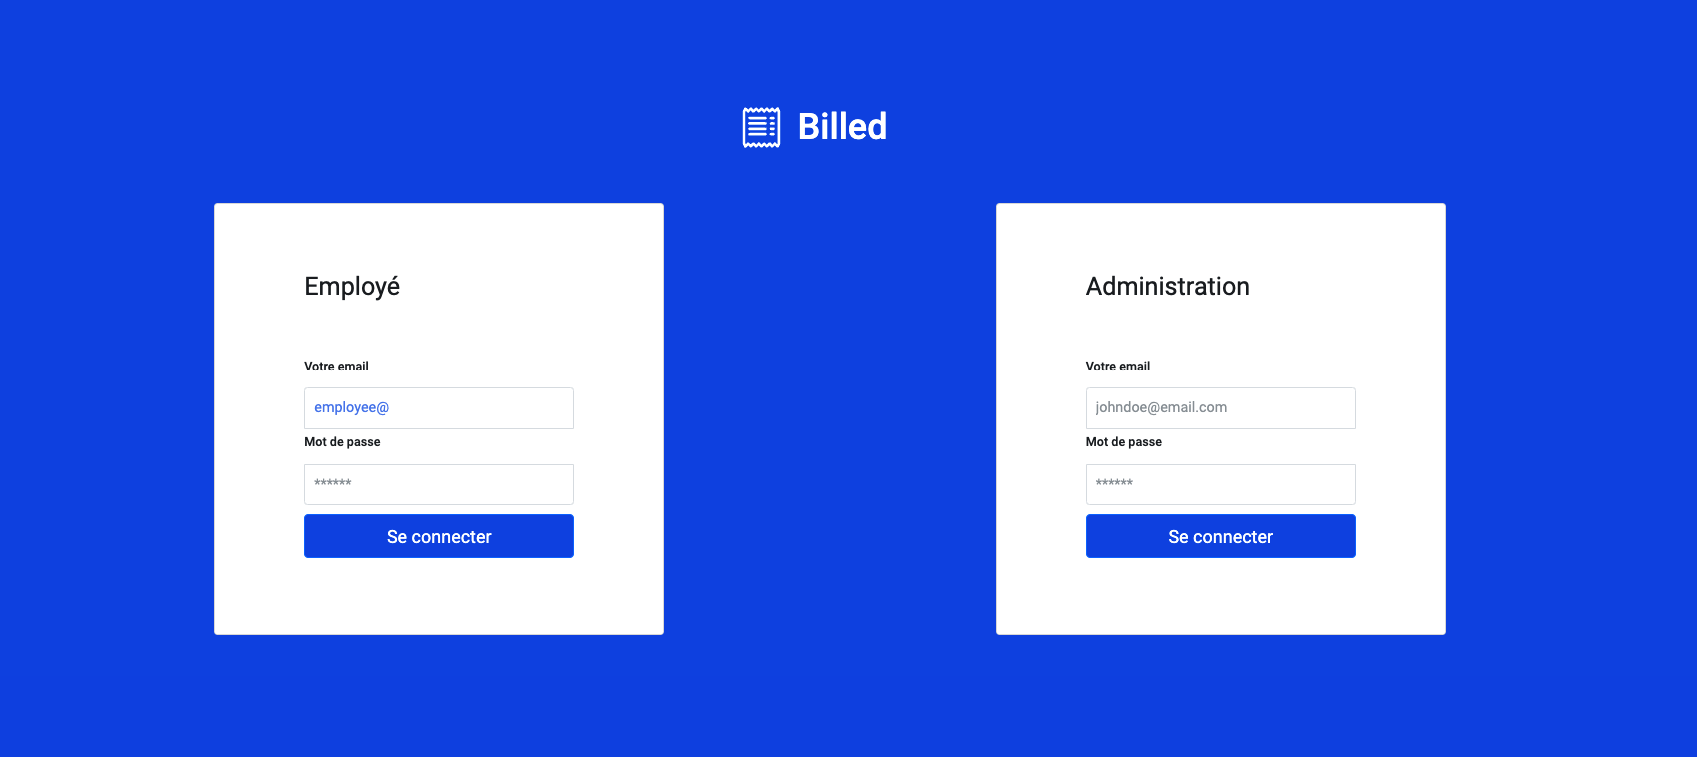 Billed
Employé
Votre email
employee@
Mot de passe
******
Se connecter
Administration
Votre email
johndoe@email.com
Mot de passe
******
Se connecter